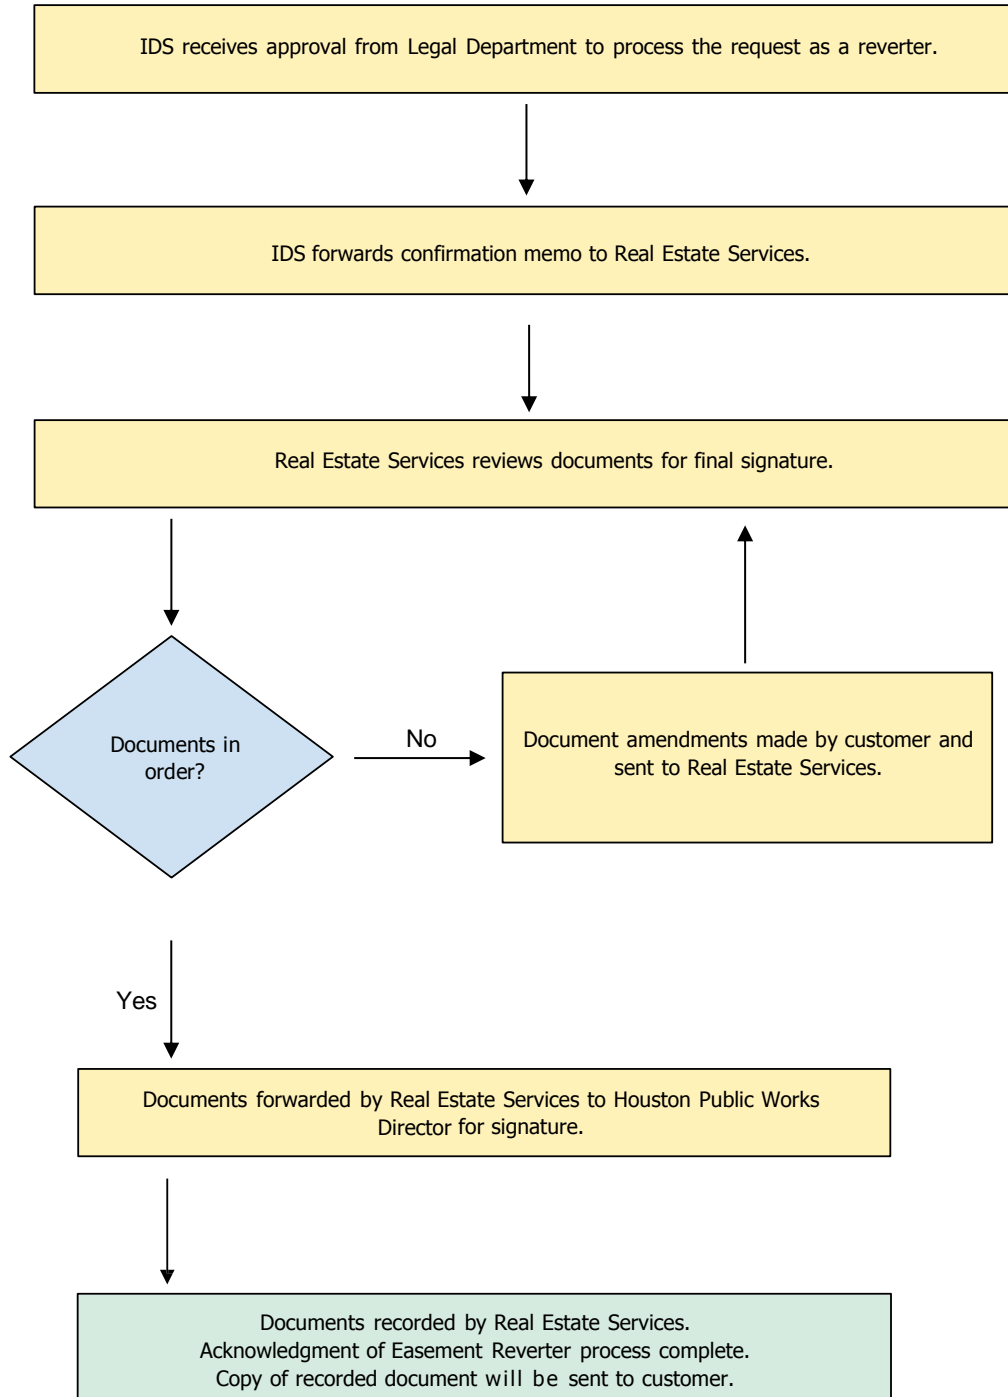 IDS receives approval from Legal Department to process the request as a reverter.
IDS forwards confirmation memo to Real Estate Services.
Real Estate Services reviews documents for final signature.
Documents in
order?
No
Document amendments made by customer and
sent to Real Estate Services.
Yes
Documents forwarded by Real Estate Services to Houston Public Works
Director for signature.
Documents recorded by Real Estate Services.
Acknowledgment of Easement Reverter process complete.
Copy of recorded document will be sent to customer.